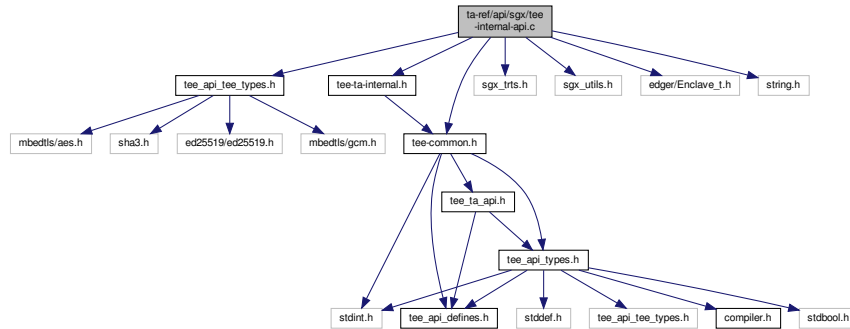 ta-ref/api/sgx/tee
-internal-api.c
tee_api_tee_types.h
tee-ta-internal.h
sgx_trts.h
sgx_utils.h
edger/Enclave_t.h
string.h
mbedtls/aes.h
sha3.h
ed25519/ed25519.h
mbedtls/gcm.h
tee-common.h
tee_ta_api.h
tee_api_types.h
stdint.h
tee_api_defines.h
stddef.h
tee_api_tee_types.h
compiler.h
stdbool.h